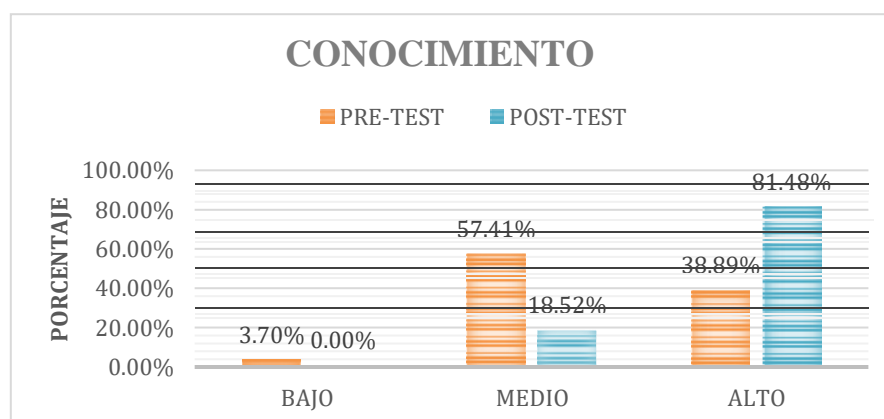 CONOCIMIENTO
PRE-TEST POST-TEST
PORCENTAJE
100.00%
80.00%
60.00%
40.00%
20.00%
0.00%
3.70% 0.00%
57.41%
18.52%
38.89%
81.48%
BAJO MEDIO ALTO